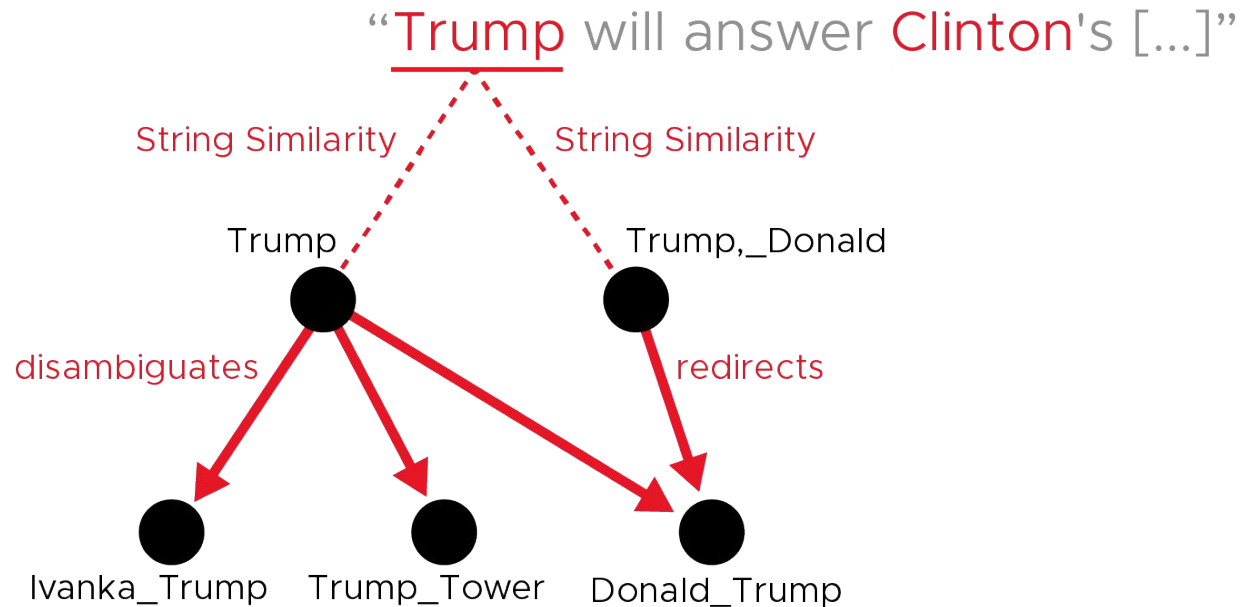 “Trump will answer Clinton's [...]”
String Similarity
String Similarity
Trump
Trump,_Donald
disambiguates
redirects
Ivanka_Trump
Trump_Tower
Donald_Trump